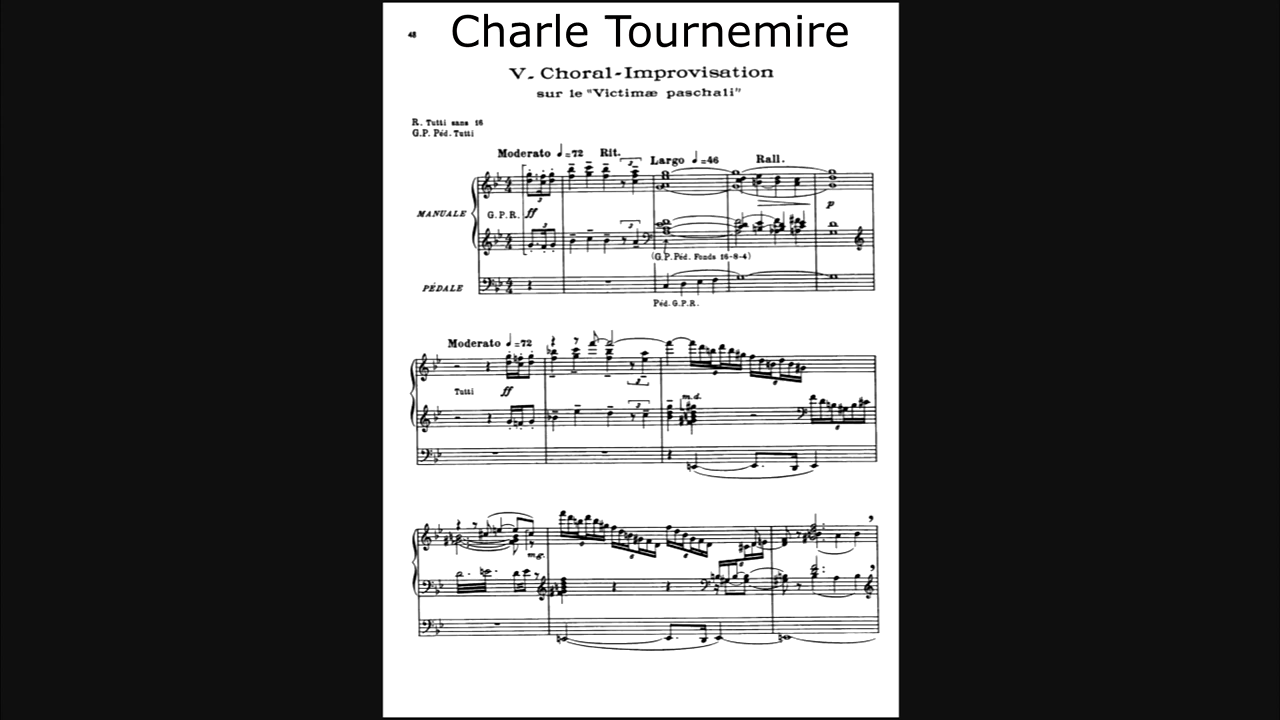 48
Charle Tournemire
V. Choral-Improvisation
sur le "Victimæ paschali"
R. Tutti sans 16
G.P. Péd. Tutti
Moderato ♩=72 Rit. Largo ♩=46 Rall.
MANUALE G.P.R. ff p
(G.P. Péd. Fonds 16-8-4)
PÉDALE
Péd. G.P.R.
Moderato ♩=72
Tutti ff m.d.
m.g.